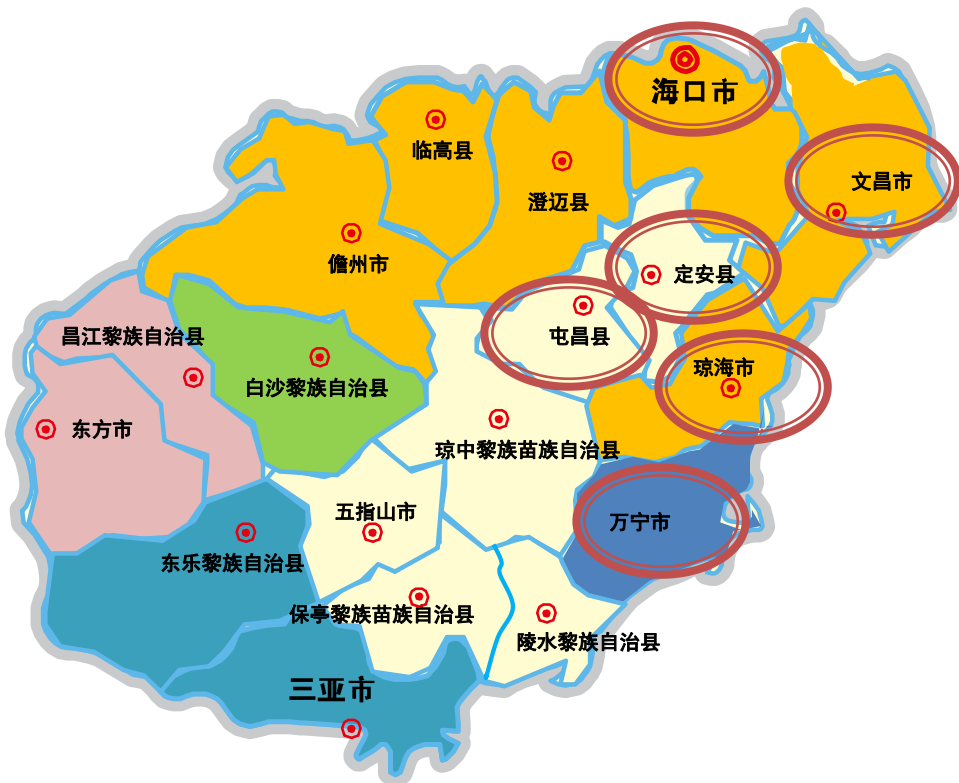 海口市
临高县
文昌市
澄迈县
儋州市
定安县
昌江黎族自治县
屯昌县
琼海市
白沙黎族自治县
东方市
琼中黎族苗族自治县
五指山市
万宁市
东乐黎族自治县
保亭黎族苗族自治县
陵水黎族自治县
三亚市